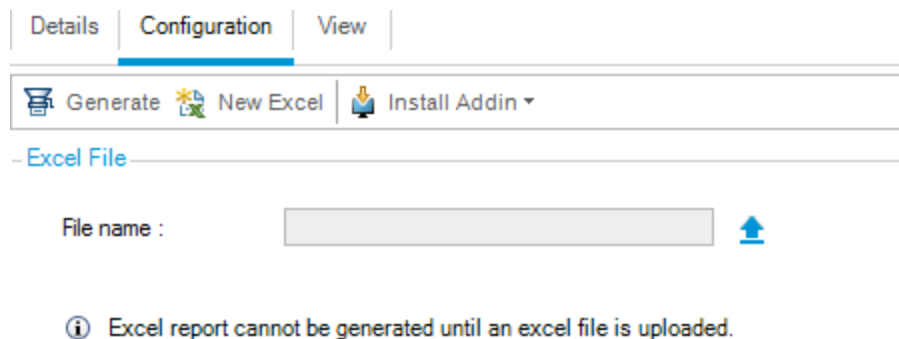 Details Configuration View
Generate New Excel Install Addin
Excel File
File name :
Excel report cannot be generated until an excel file is uploaded.